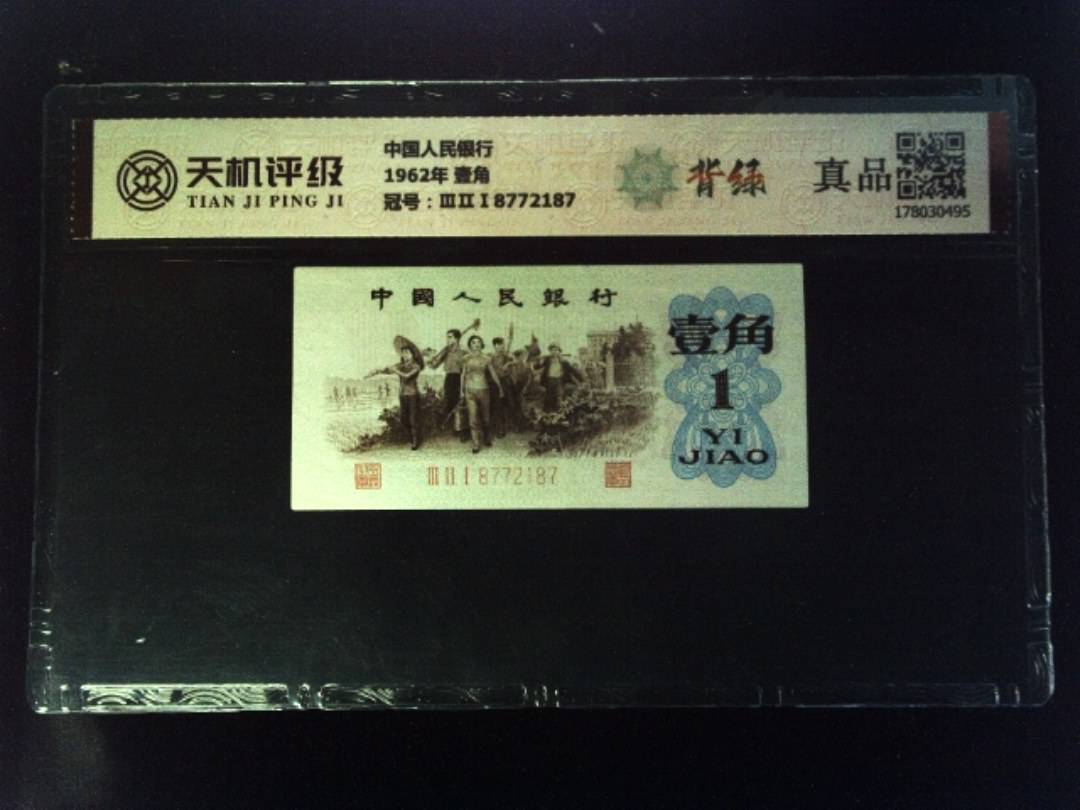 天机评级
TIAN JI PING JI
中国人民银行
1962年 壹角
冠号：ⅢⅡⅠ8772187
背绿
真品
178030495
中國人民銀行
壹角
1
YI
JIAO
ⅢⅡⅠ8772187